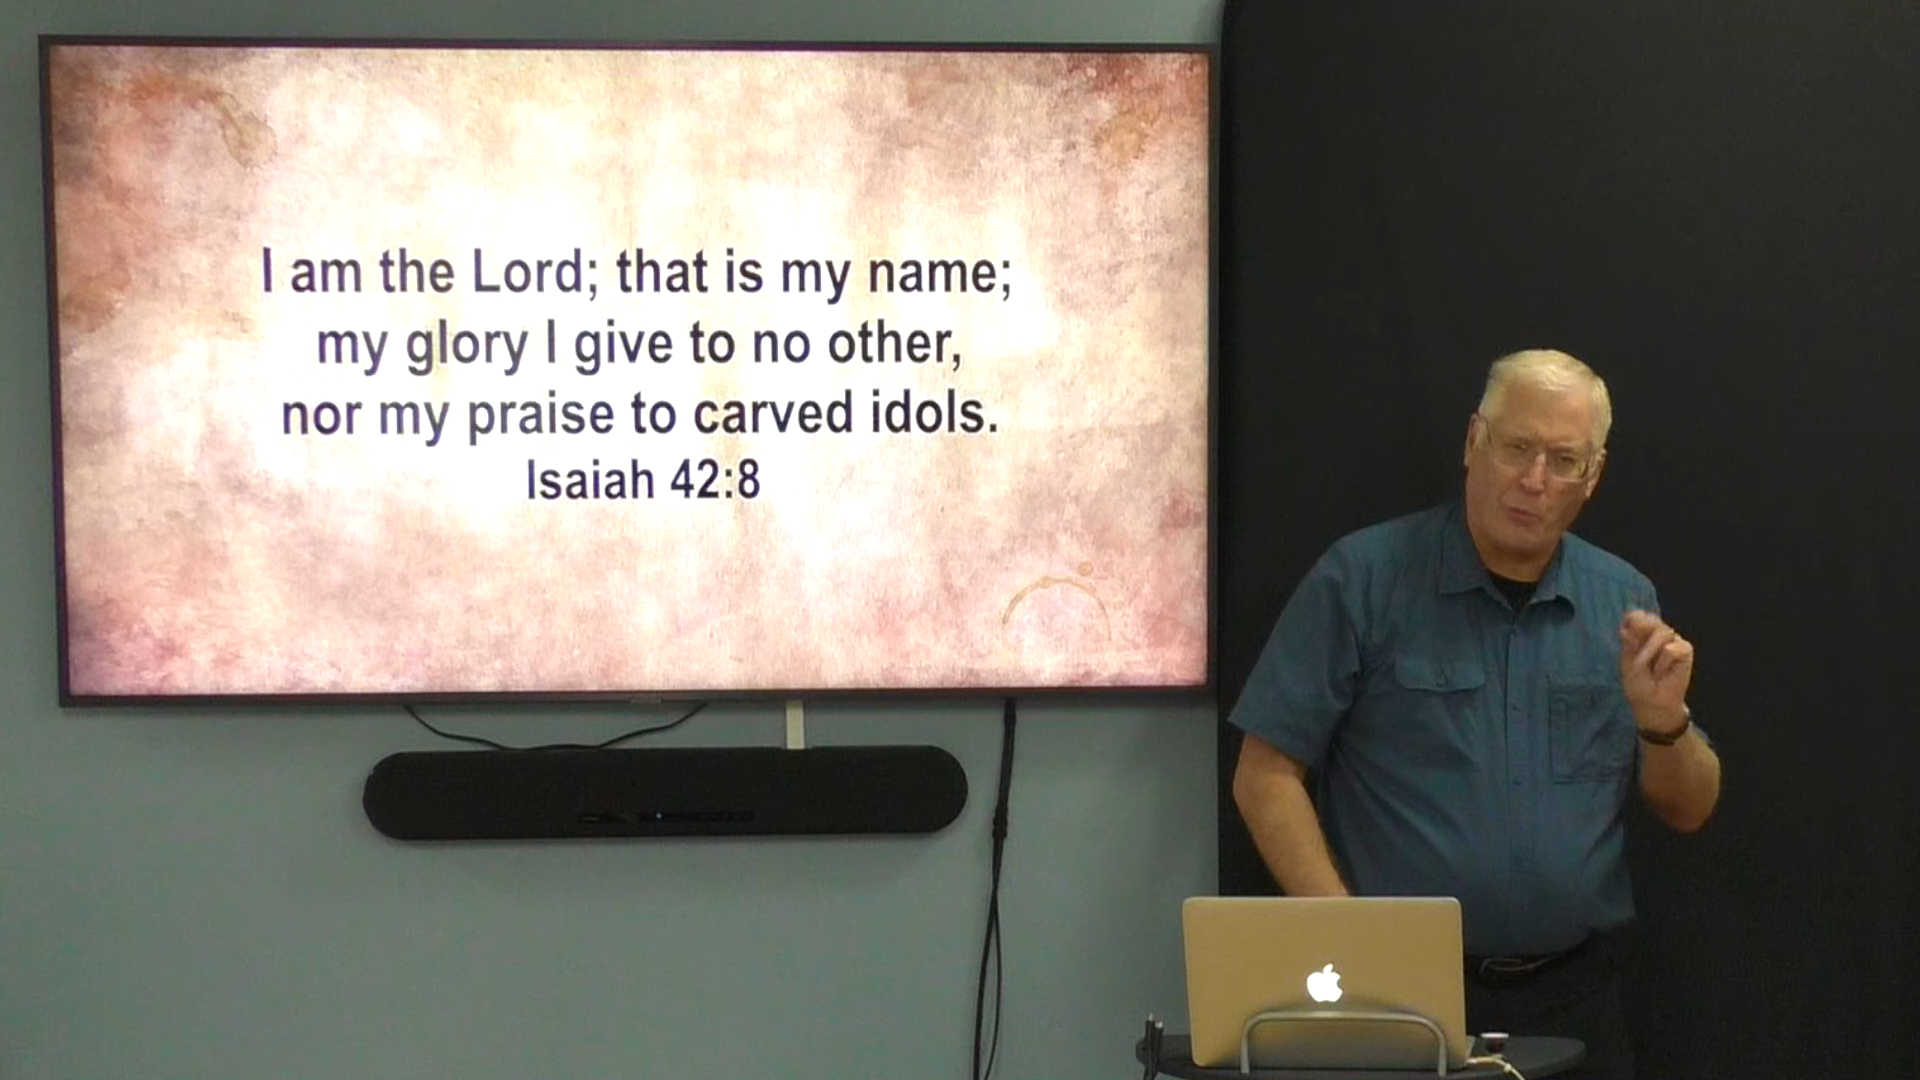 I am the Lord; that is my name;
my glory I give to no other,
nor my praise to carved idols.
Isaiah 42:8